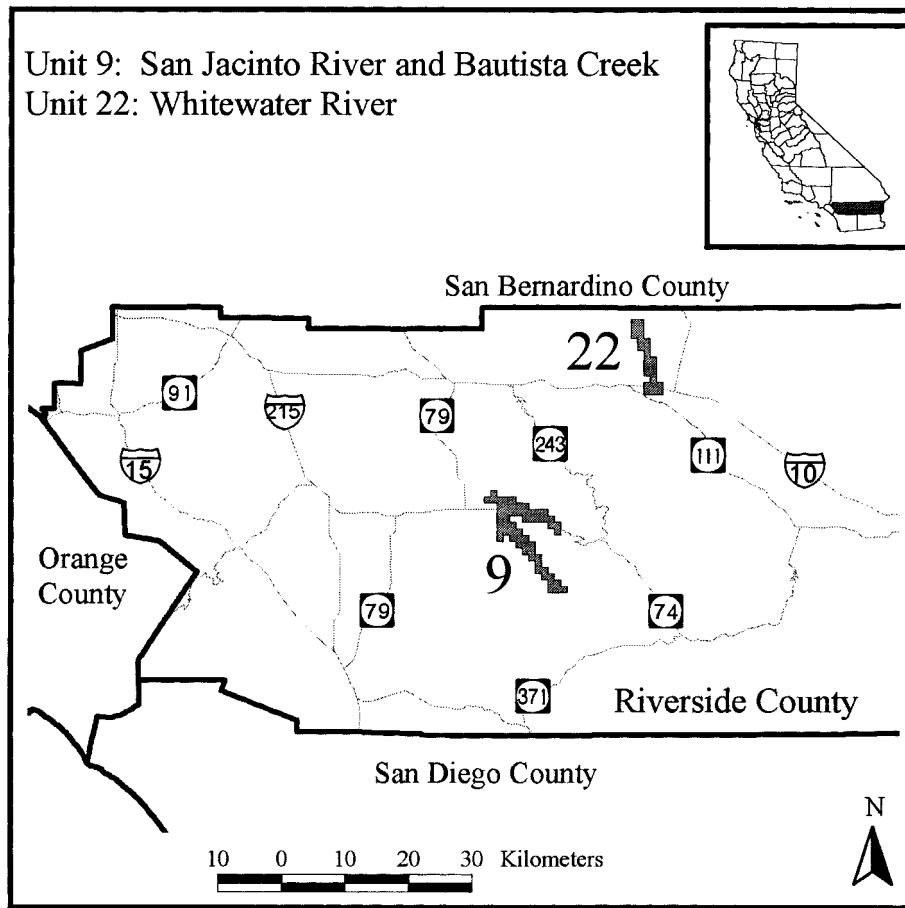 Unit 9: San Jacinto River and Bautista Creek
Unit 22: Whitewater River
San Bernardino County
22
91
215
79
243
111
15
10
9
Orange
County
79
74
371
Riverside County
San Diego County
N
10 0 10 20 30 Kilometers